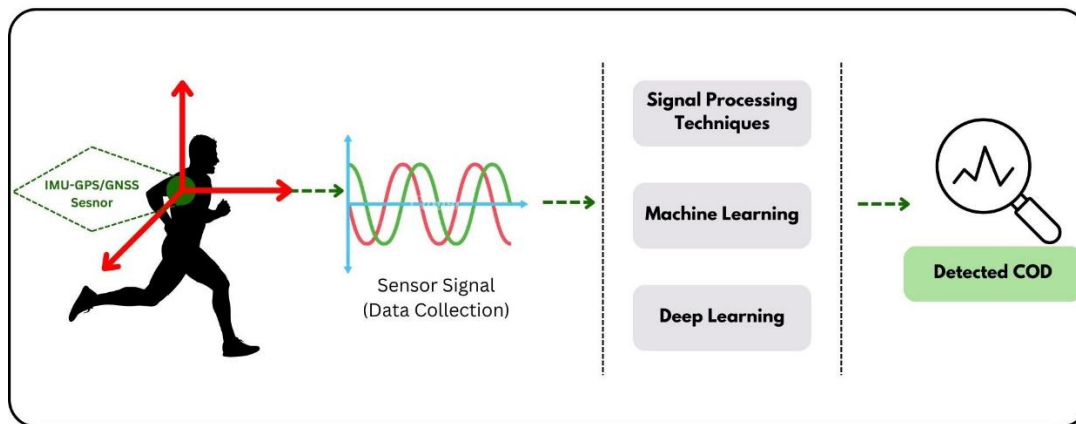 IMU-GPS/GNSS
Sesnor
Sensor Signal
(Data Collection)
Signal Processing
Techniques
Machine Learning
Deep Learning
Detected COD